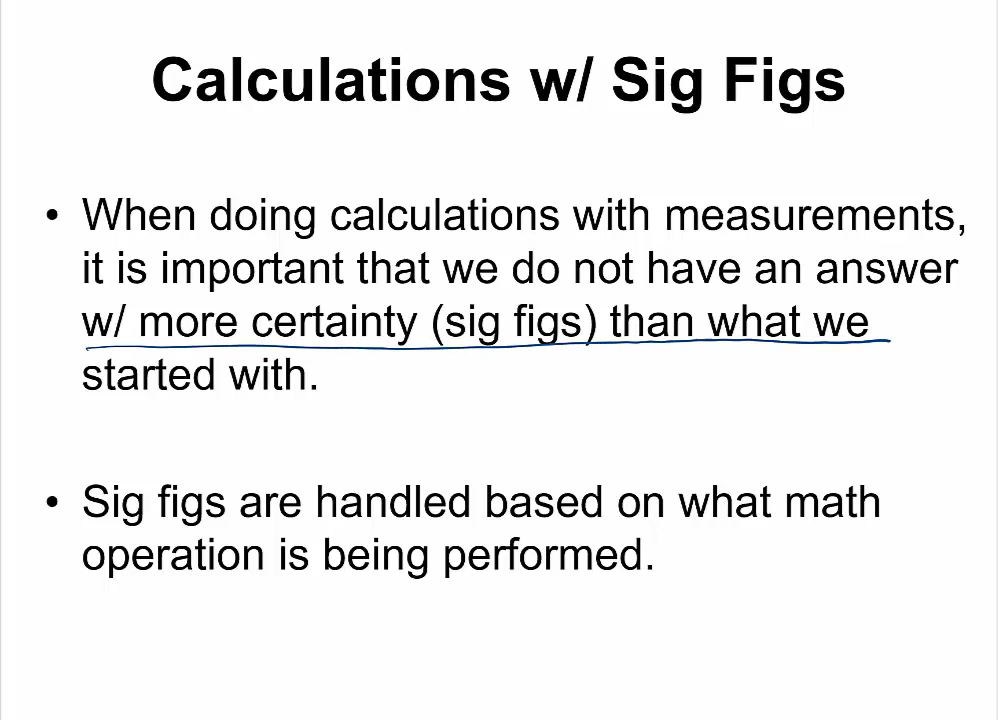 Calculations w/ Sig Figs
• When doing calculations with measurements,
it is important that we do not have an answer
w/ more certainty (sig figs) than what we
started with.
• Sig figs are handled based on what math
operation is being performed.